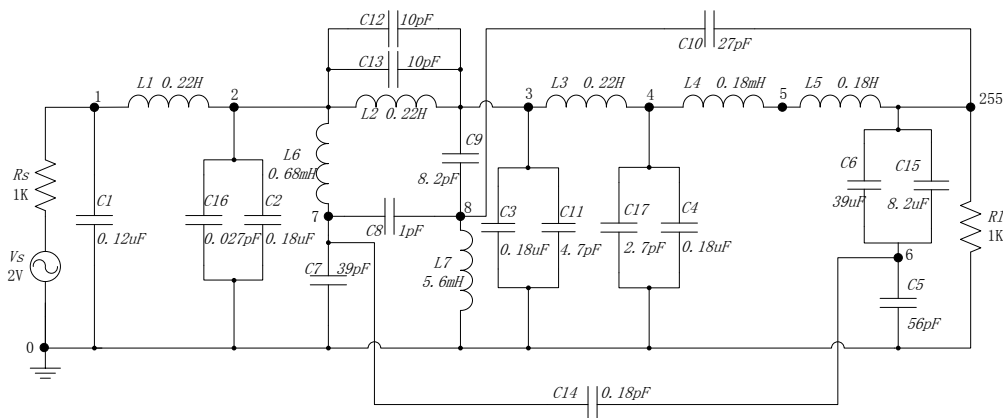 C12 10pF
C13 10pF
C10 27pF
L1 0.22H
L2 0.22H
L3 0.22H
L4 0.18mH
L5 0.18H
1
2
3
4
5
255
Rs
1K
C1
0.12uF
C16
0.027pF
C2
0.18uF
L6
0.68mH
C9
8.2pF
7
8
C8
1pF
C3
0.18uF
C11
4.7pF
C17
2.7pF
C4
0.18uF
C6
39uF
C15
8.2uF
Rl
1K
Vs
2V
C7 39pF
L7
5.6mH
6
C5
56pF
0
C14 0.18pF